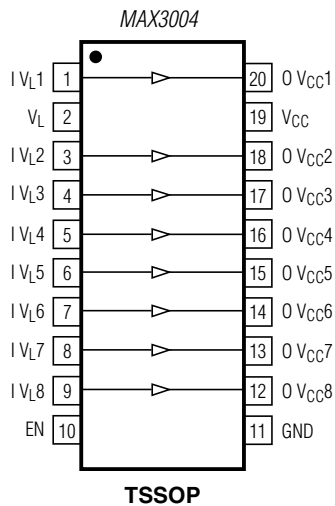 MAX3004
I VL1 1 20 O VCC1
VL 2 19 VCC
I VL2 3 18 O VCC2
I VL3 4 17 O VCC3
I VL4 5 16 O VCC4
I VL5 6 15 O VCC5
I VL6 7 14 O VCC6
I VL7 8 13 O VCC7
I VL8 9 12 O VCC8
EN 10 11 GND
TSSOP